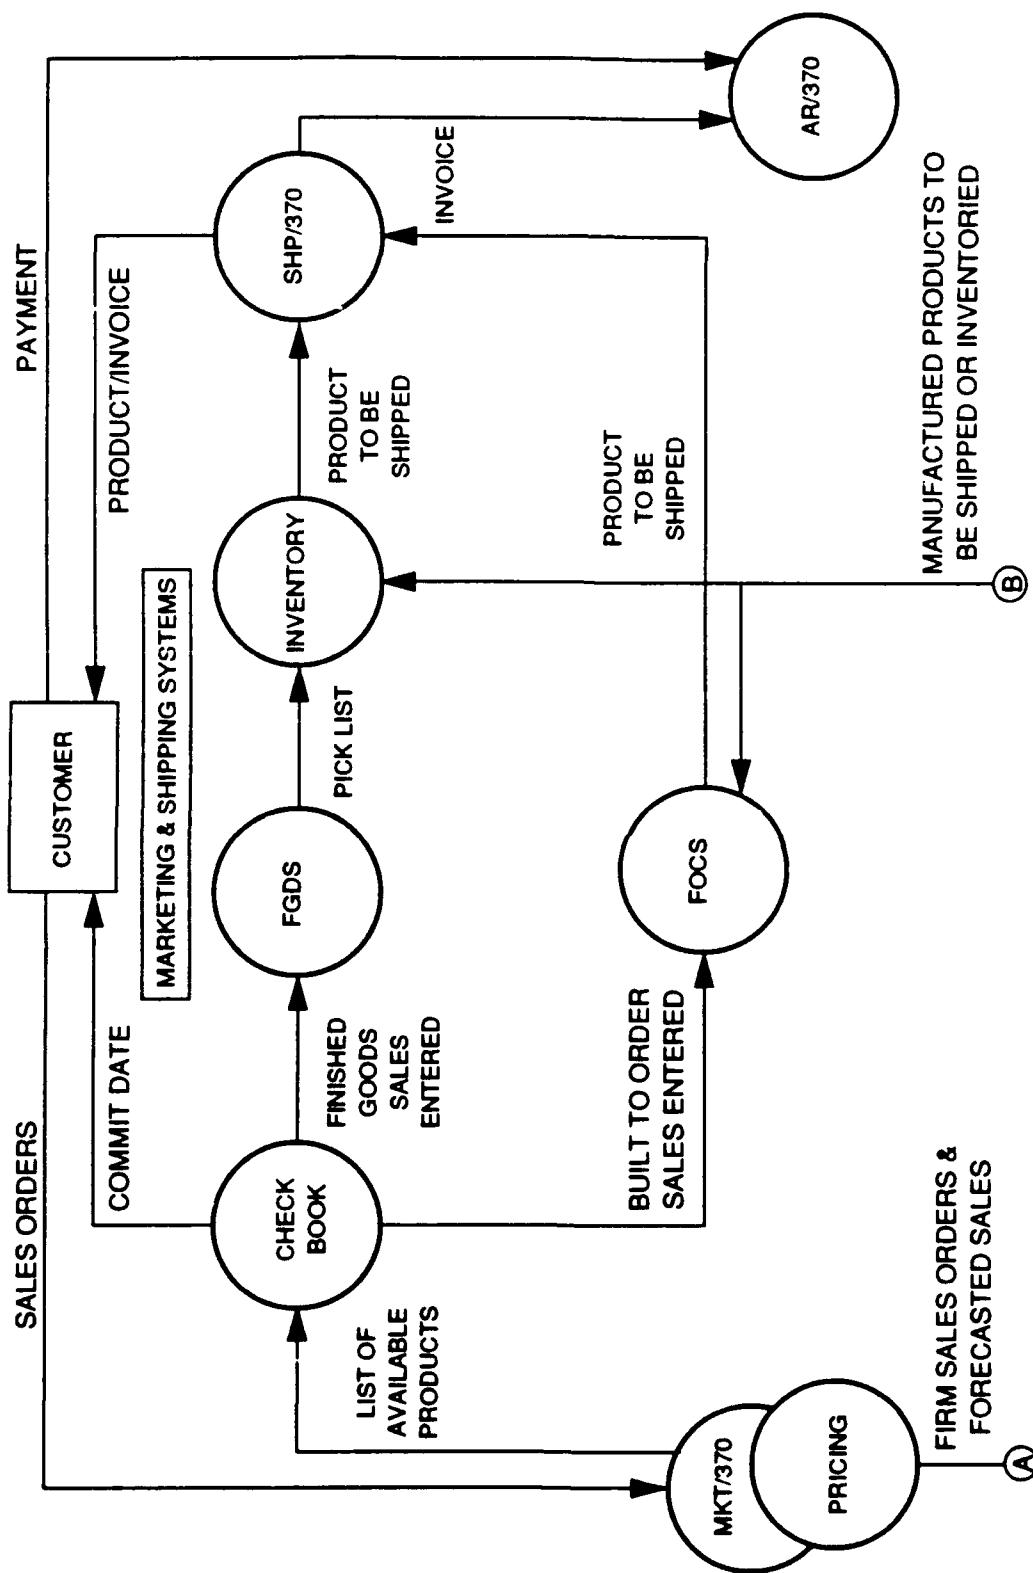 SALES ORDERS
CUSTOMER
PAYMENT
COMMIT DATE
PRODUCT/INVOICE
MARKETING & SHIPPING SYSTEMS
LIST OF
AVAILABLE
PRODUCTS
CHECK
BOOK
FINISHED
GOODS
SALES
ENTERED
FGDS
PICK LIST
INVENTORY
PRODUCT
TO BE
SHIPPED
SHP/370
INVOICE
MKT/370
PRICING
BUILT TO ORDER
SALES ENTERED
FOCS
PRODUCT
TO BE
SHIPPED
AR/370
FIRM SALES ORDERS &
FORECASTED SALES
MANUFACTURED PRODUCTS TO
BE SHIPPED OR INVENTORIED
A
B